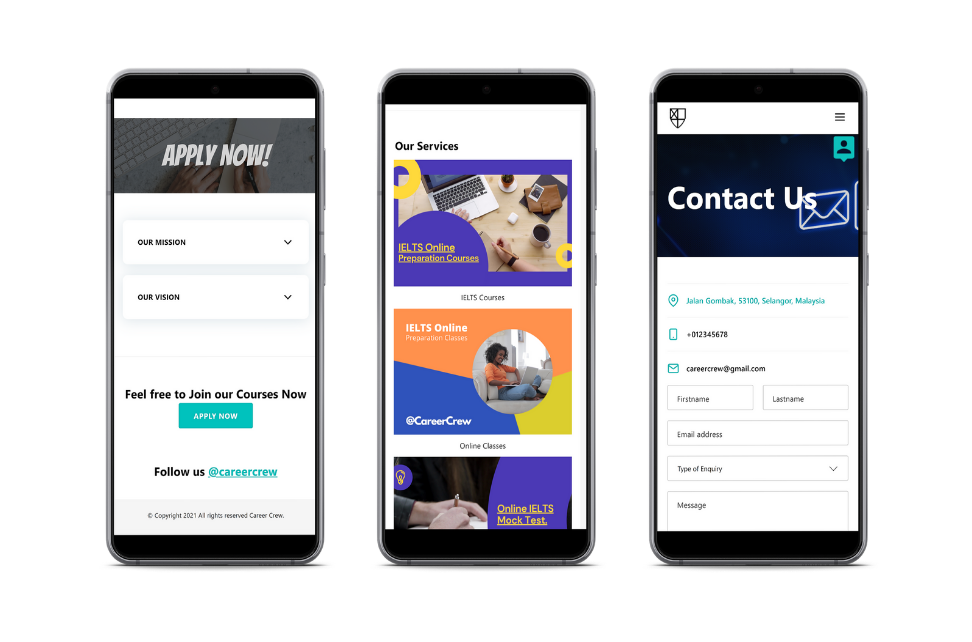 APPLY NOW!
OUR MISSION
OUR VISION
Feel free to Join our Courses Now
APPLY NOW
Follow us @careercrew
© Copyright 2021 All rights reserved Career Crew.
Our Services
IELTS Online
Preparation Courses
IELTS Courses
IELTS Online
Preparation Classes
@CareerCrew
Online Classes
Online IELTS
Mock Test.
Contact Us
Jalan Gombak, 53100, Selangor, Malaysia
+012345678
careercrew@gmail.com
Firstname
Lastname
Email address
Type of Enquiry
Message